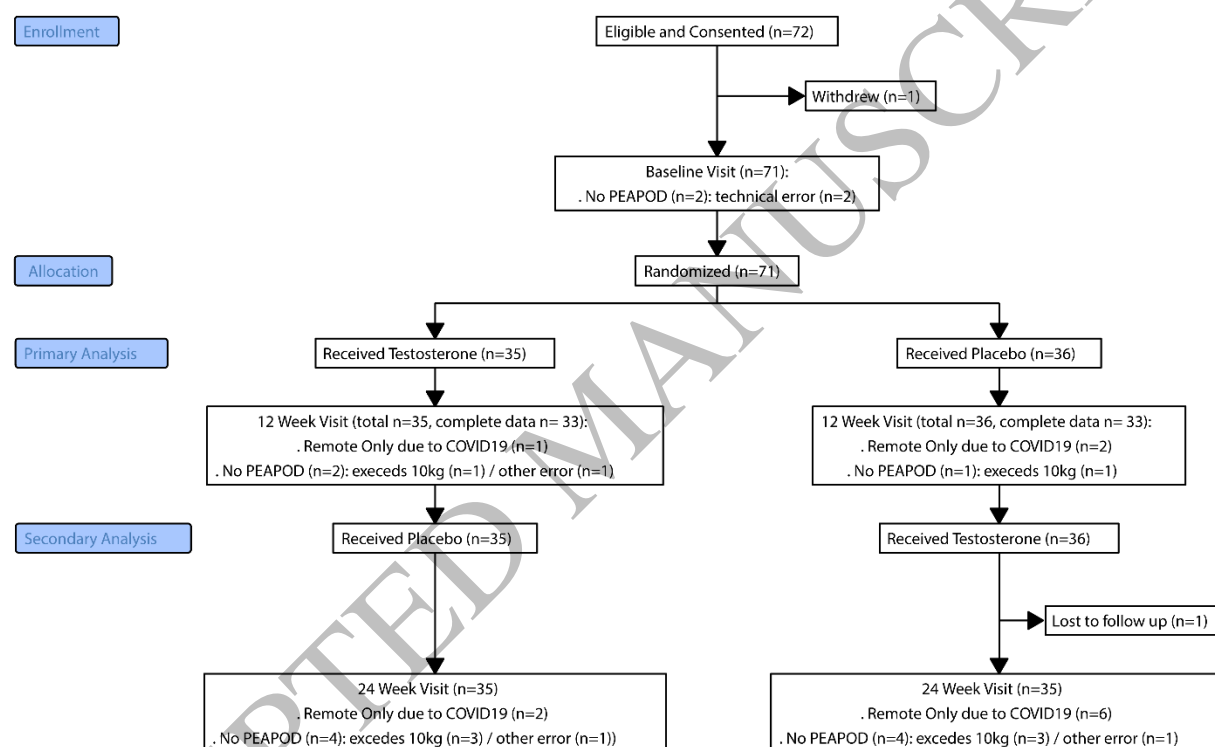 Enrollment
Eligible and Consented (n=72)
Withdrew (n=1)
Baseline Visit (n=71):
. No PEAPOD (n=2): technical error (n=2)
Allocation
Randomized (n=71)
Primary Analysis
Received Testosterone (n=35)
Received Placebo (n=36)
12 Week Visit (total n=35, complete data n= 33):
. Remote Only due to COVID19 (n=1)
. No PEAPOD (n=2): execeds 10kg (n=1) / other error (n=1)
12 Week Visit (total n=36, complete data n= 33):
. Remote Only due to COVID19 (n=2)
. No PEAPOD (n=1): execeds 10kg (n=1)
Secondary Analysis
Received Placebo (n=35)
Received Testosterone (n=36)
Lost to follow up (n=1)
24 Week Visit (n=35)
. Remote Only due to COVID19 (n=2)
. No PEAPOD (n=4): excedes 10kg (n=3) / other error (n=1))
24 Week Visit (n=35)
. Remote Only due to COVID19 (n=6)
. No PEAPOD (n=4): excedes 10kg (n=3) / other error (n=1)
PTED MANUSCR